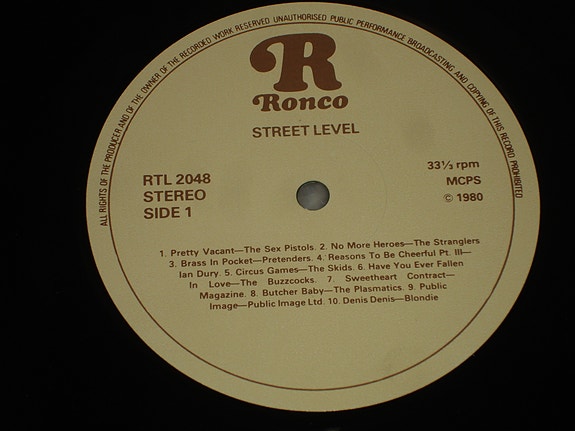 ALL RIGHTS OF THE PRODUCER AND OF THE OWNER OF THE RECORDED WORK RESERVED UNAUTHORISED PUBLIC PERFORMANCE BROADCASTING AND COPYING OF THIS RECORD PROHIBITED
R
Ronco
STREET LEVEL
RTL 2048
STEREO
SIDE 1
33⅓ rpm
MCPS
© 1980
1. Pretty Vacant—The Sex Pistols. 2. No More Heroes—The Stranglers
3. Brass In Pocket—Pretenders. 4. Reasons To Be Cheerful Pt. III—
Ian Dury. 5. Circus Games—The Skids. 6. Have You Ever Fallen
In Love—The Buzzcocks. 7. Sweetheart Contract—
Magazine. 8. Butcher Baby—The Plasmatics. 9. Public
Image—Public Image Ltd. 10. Denis Denis—Blondie